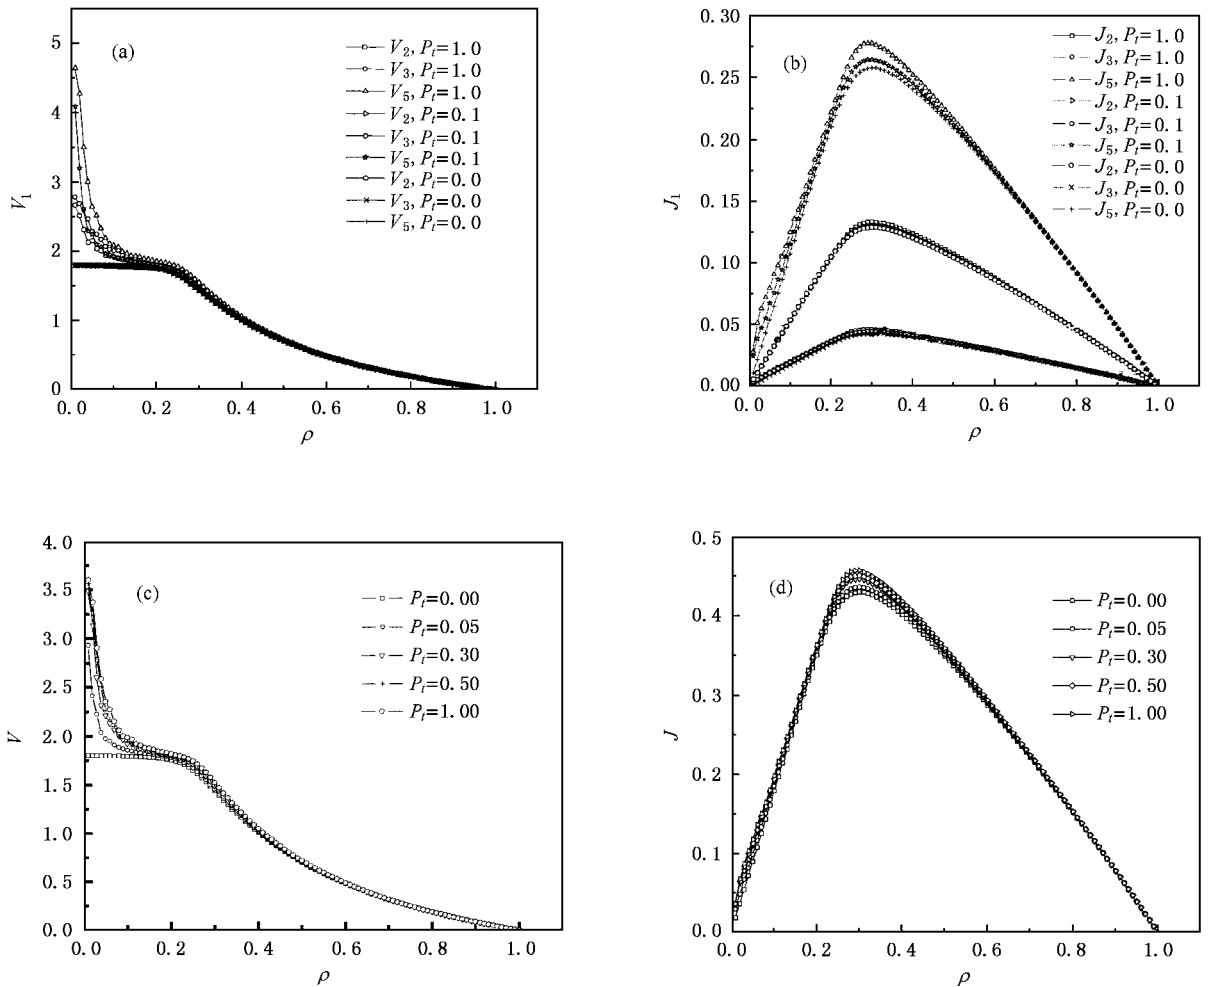 (a)
V₂, Pₜ=1.0
V₃, Pₜ=1.0
V₅, Pₜ=1.0
V₂, Pₜ=0.1
V₃, Pₜ=0.1
V₅, Pₜ=0.1
V₂, Pₜ=0.0
V₃, Pₜ=0.0
V₅, Pₜ=0.0
5
4
3
2
1
0
V₁
0.0 0.2 0.4 0.6 0.8 1.0
ρ
(b)
J₂, Pₜ=1.0
J₃, Pₜ=1.0
J₅, Pₜ=1.0
J₂, Pₜ=0.1
J₃, Pₜ=0.1
J₅, Pₜ=0.1
J₂, Pₜ=0.0
J₃, Pₜ=0.0
J₅, Pₜ=0.0
0.30
0.25
0.20
0.15
0.10
0.05
0.00
J₁
0.0 0.2 0.4 0.6 0.8 1.0
ρ
(c)
Pₜ=0.00
Pₜ=0.05
Pₜ=0.30
Pₜ=0.50
Pₜ=1.00
4.0
3.5
3.0
2.5
2.0
1.5
1.0
0.5
0.0
V
0.0 0.2 0.4 0.6 0.8 1.0
ρ
(d)
Pₜ=0.00
Pₜ=0.05
Pₜ=0.30
Pₜ=0.50
Pₜ=1.00
0.5
0.4
0.3
0.2
0.1
0.0
J
0.0 0.2 0.4 0.6 0.8 1.0
ρ